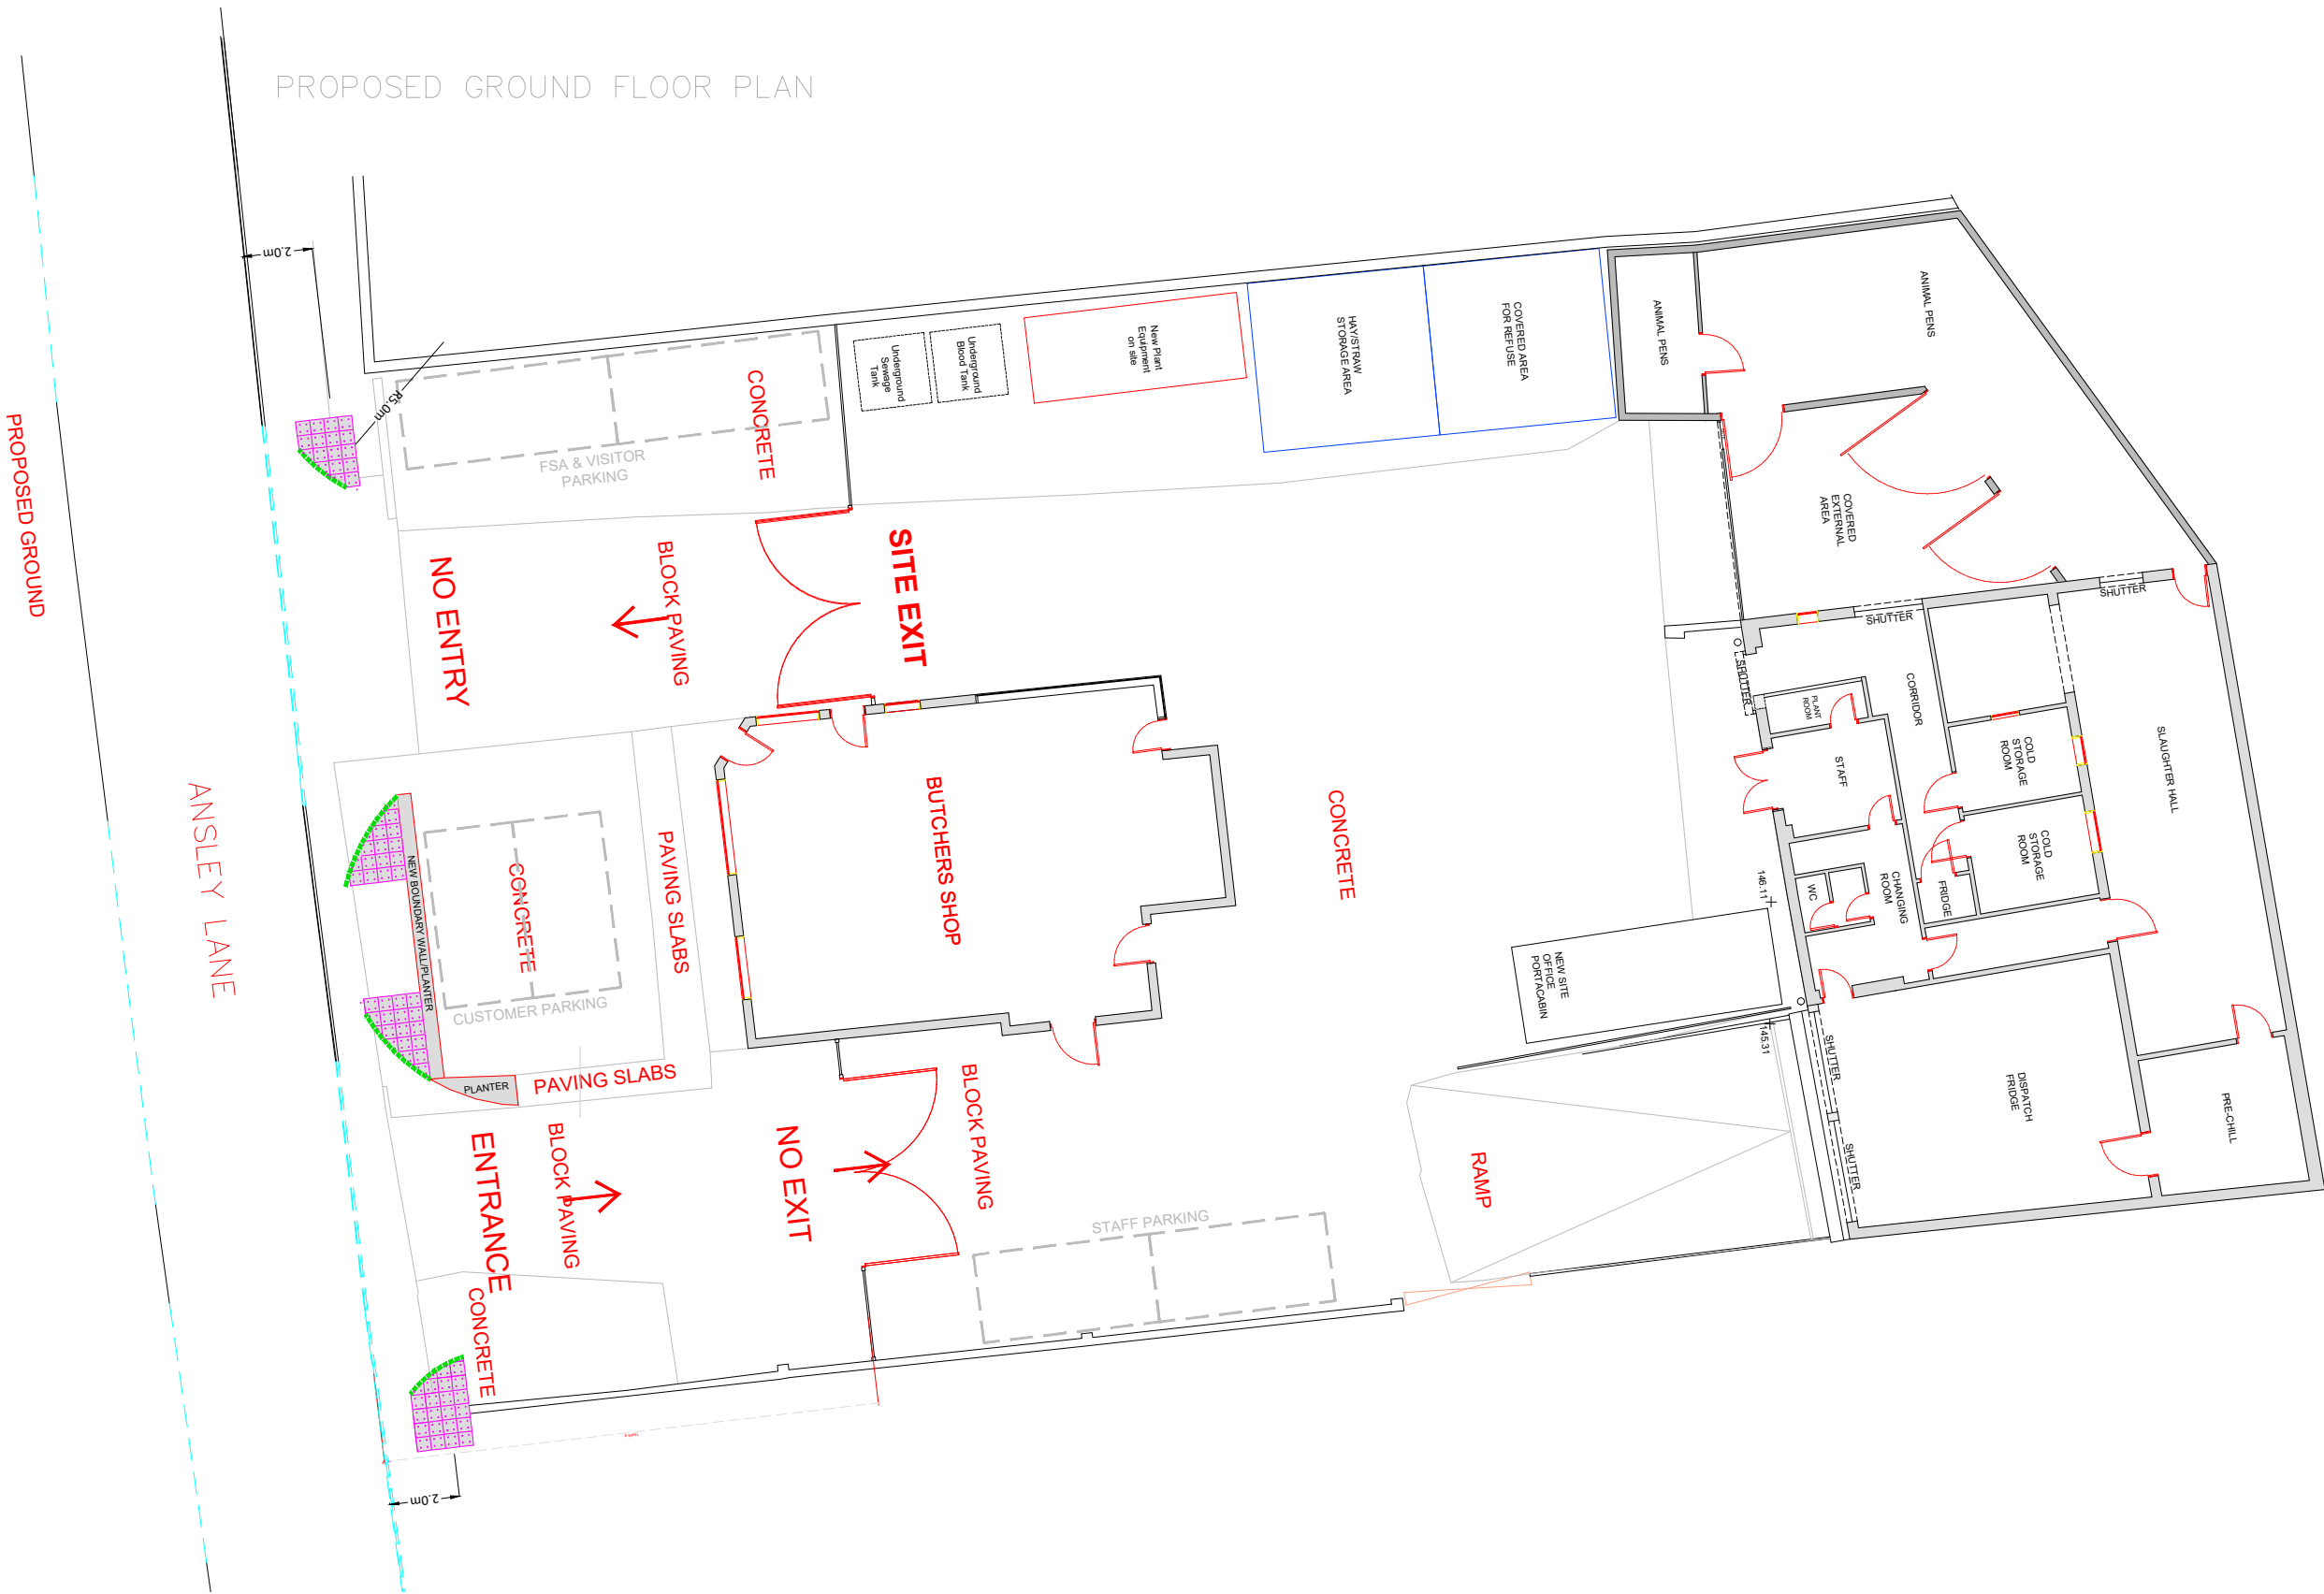 PROPOSED GROUND FLOOR PLAN
2.0m
R5.0m
PROPOSED GROUND
ANSLEY LANE
FSA & VISITOR
PARKING
CONCRETE
Underground
Sewage
Tank
Underground
Blood Tank
New Plant
Equipment
on site
HAY/STRAW
STORAGE AREA
COVERED AREA
FOR REFUSE
ANIMAL PENS
ANIMAL PENS
COVERED
EXTERNAL
AREA
NO ENTRY
BLOCK PAVING
SITE EXIT
SHUTTER
SHUTTER
SHUTTER
CORRIDOR
PLANT
ROOM
STAFF
COLD
STORAGE
ROOM
COLD
STORAGE
ROOM
SLAUGHTER HALL
FRIDGE
CHANGING
ROOM
WC
NEW BOUNDARY WALL/PLANTER
CONCRETE
CUSTOMER PARKING
PAVING SLABS
BUTCHERS SHOP
CONCRETE
146.11
NEW SITE
OFFICE
PORTACABIN
145.31
SHUTTER
SHUTTER
DISPATCH
FRIDGE
PRE-CHILL
PLANTER
PAVING SLABS
ENTRANCE
BLOCK PAVING
NO EXIT
BLOCK PAVING
STAFF PARKING
RAMP
CONCRETE
2.0m